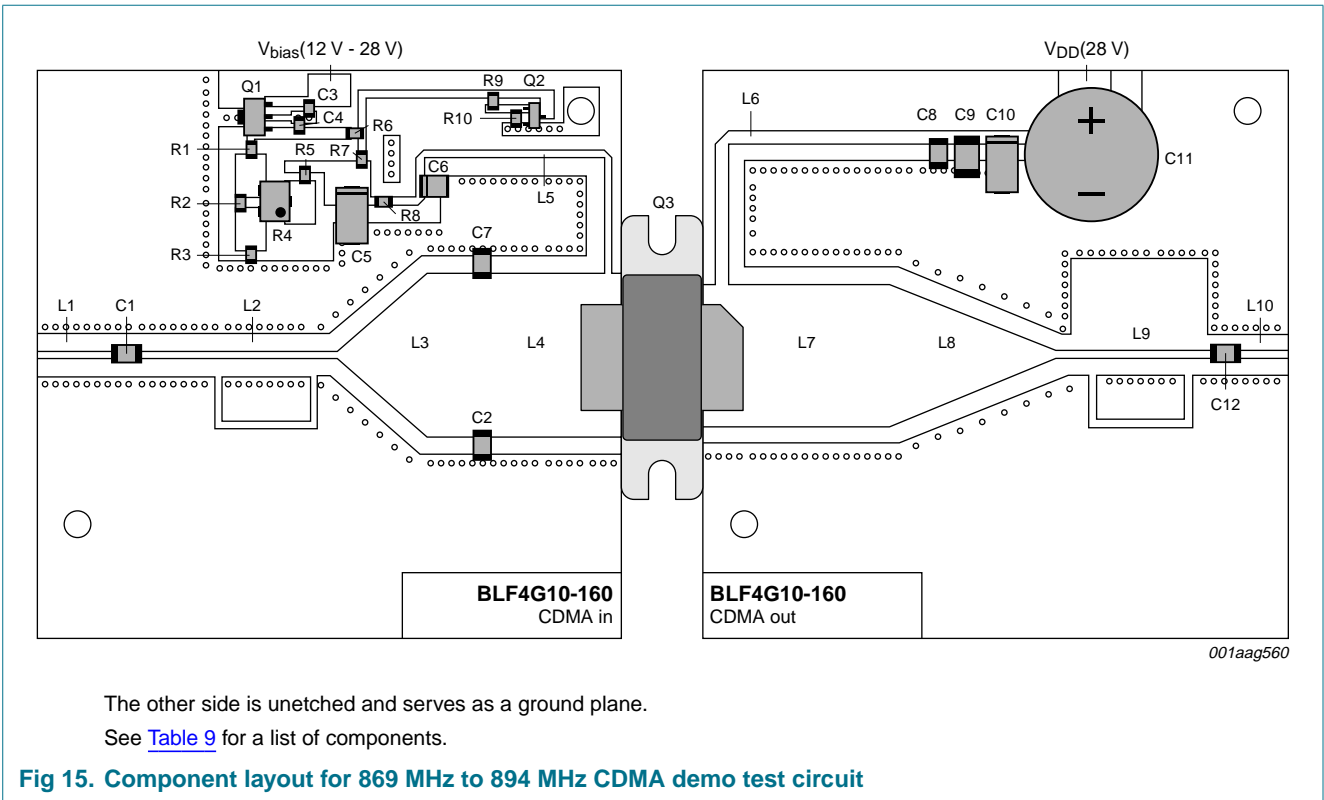 V_bias(12 V - 28 V)
V_DD(28 V)
Q1
C3
C4
R9
Q2
R10
R6
R1
R5
R7
C6
R2
R8
L5
R4
C5
R3
C7
Q3
L6
C8
C9
C10
C11
+
−
L1
C1
L2
L3
L4
L7
L8
L9
L10
C2
C12
BLF4G10-160
CDMA in
BLF4G10-160
CDMA out
001aag560
The other side is unetched and serves as a ground plane.
See Table 9 for a list of components.
Fig 15. Component layout for 869 MHz to 894 MHz CDMA demo test circuit